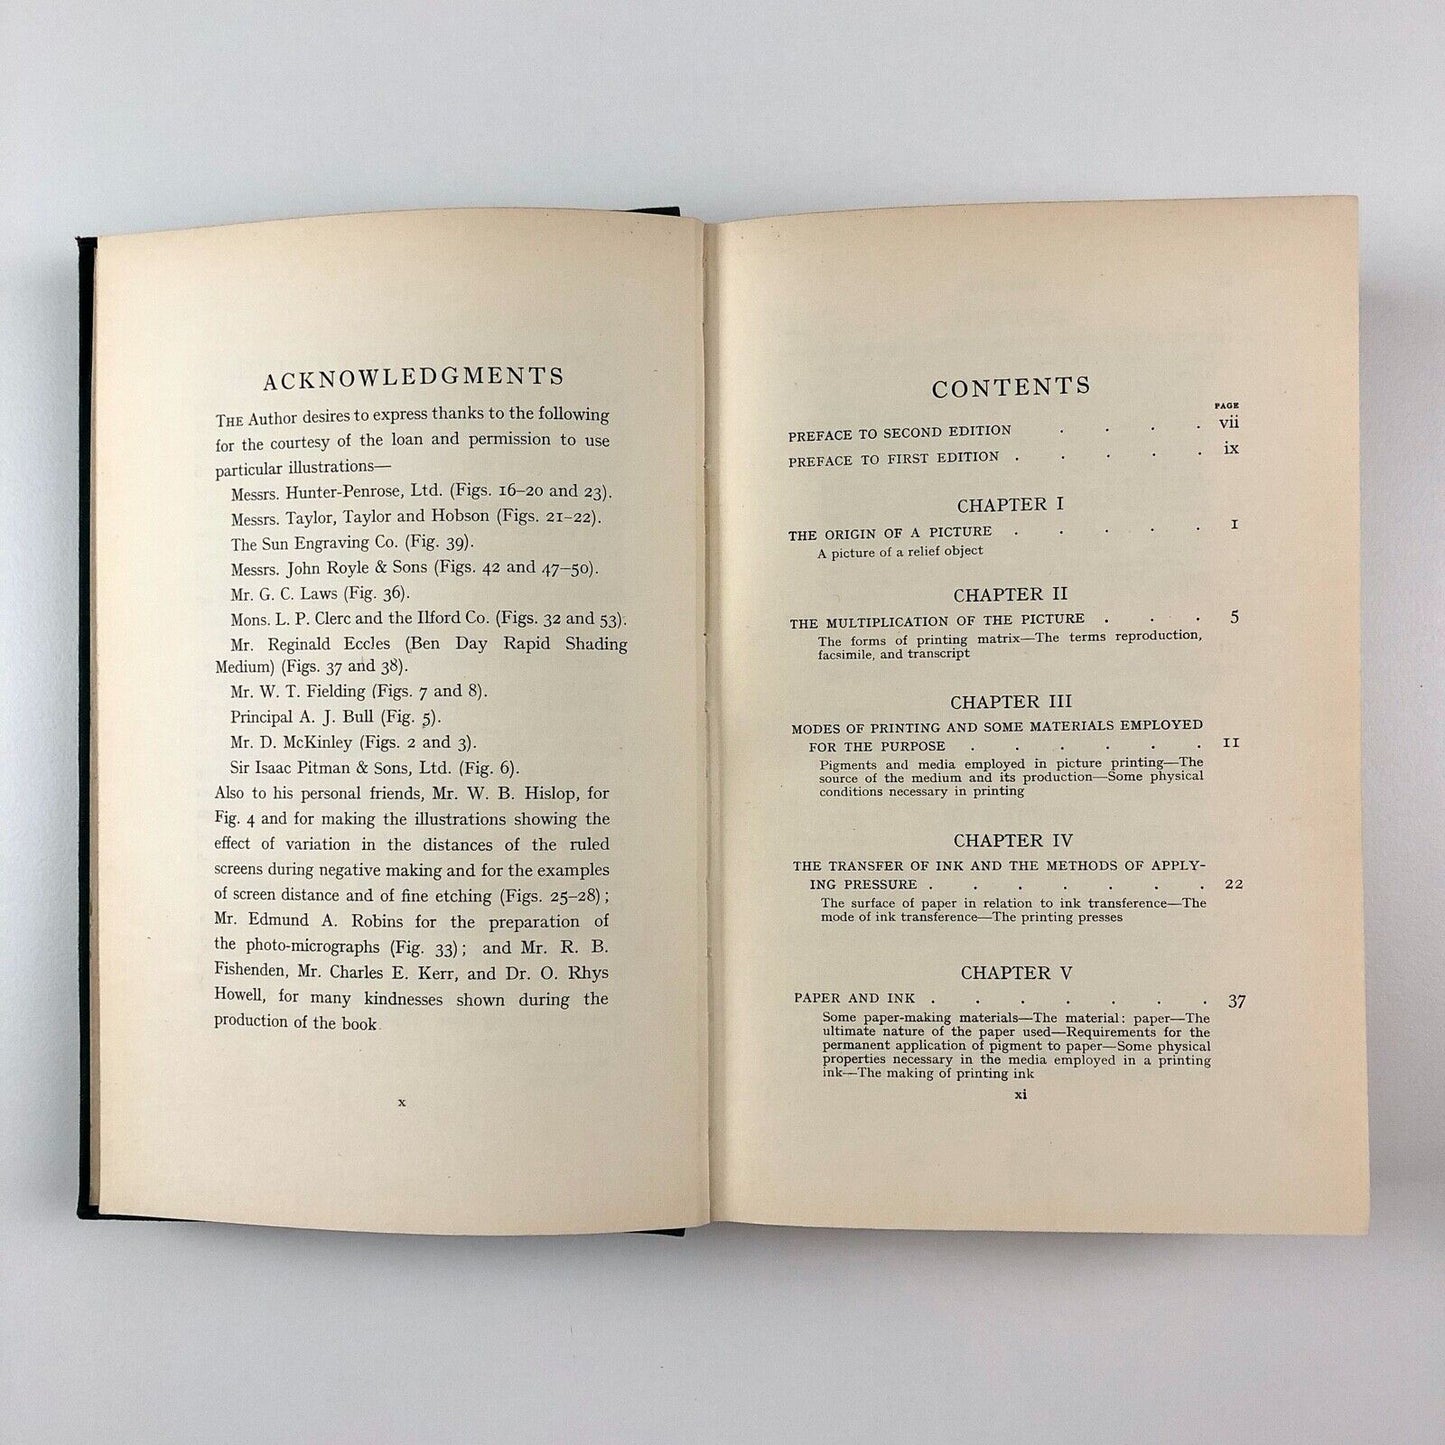 ACKNOWLEDGMENTS
THE Author desires to express thanks to the following
for the courtesy of the loan and permission to use
particular illustrations—
Messrs. Hunter-Penrose, Ltd. (Figs. 16–20 and 23).
Messrs. Taylor, Taylor and Hobson (Figs. 21–22).
The Sun Engraving Co. (Fig. 39).
Messrs. John Royle & Sons (Figs. 42 and 47–50).
Mr. G. C. Laws (Fig. 36).
Mons. L. P. Clerc and the Ilford Co. (Figs. 32 and 53).
Mr. Reginald Eccles (Ben Day Rapid Shading
Medium) (Figs. 37 and 38).
Mr. W. T. Fielding (Figs. 7 and 8).
Principal A. J. Bull (Fig. 5).
Mr. D. McKinley (Figs. 2 and 3).
Sir Isaac Pitman & Sons, Ltd. (Fig. 6).
Also to his personal friends, Mr. W. B. Hislop, for
Fig. 4 and for making the illustrations showing the
effect of variation in the distances of the ruled
screens during negative making and for the examples
of screen distance and of fine etching (Figs. 25–28);
Mr. Edmund A. Robins for the preparation of
the photo-micrographs (Fig. 33); and Mr. R. B.
Fishenden, Mr. Charles E. Kerr, and Dr. O. Rhys
Howell, for many kindnesses shown during the
production of the book.
x
CONTENTS
PAGE
PREFACE TO SECOND EDITION . . . . vii
PREFACE TO FIRST EDITION . . . . . ix
CHAPTER I
THE ORIGIN OF A PICTURE . . . . . 1
A picture of a relief object
CHAPTER II
THE MULTIPLICATION OF THE PICTURE . . . 5
The forms of printing matrix—The terms reproduction,
facsimile, and transcript
CHAPTER III
MODES OF PRINTING AND SOME MATERIALS EMPLOYED
FOR THE PURPOSE . . . . . . 11
Pigments and media employed in picture printing—The
source of the medium and its production—Some physical
conditions necessary in printing
CHAPTER IV
THE TRANSFER OF INK AND THE METHODS OF APPLY-
ING PRESSURE . . . . . . . 22
The surface of paper in relation to ink transference—The
mode of ink transference—The printing presses
CHAPTER V
PAPER AND INK . . . . . . . 37
Some paper-making materials—The material: paper—The
ultimate nature of the paper used—Requirements for the
permanent application of pigment to paper—Some physical
properties necessary in the media employed in a printing
ink—The making of printing ink
xi